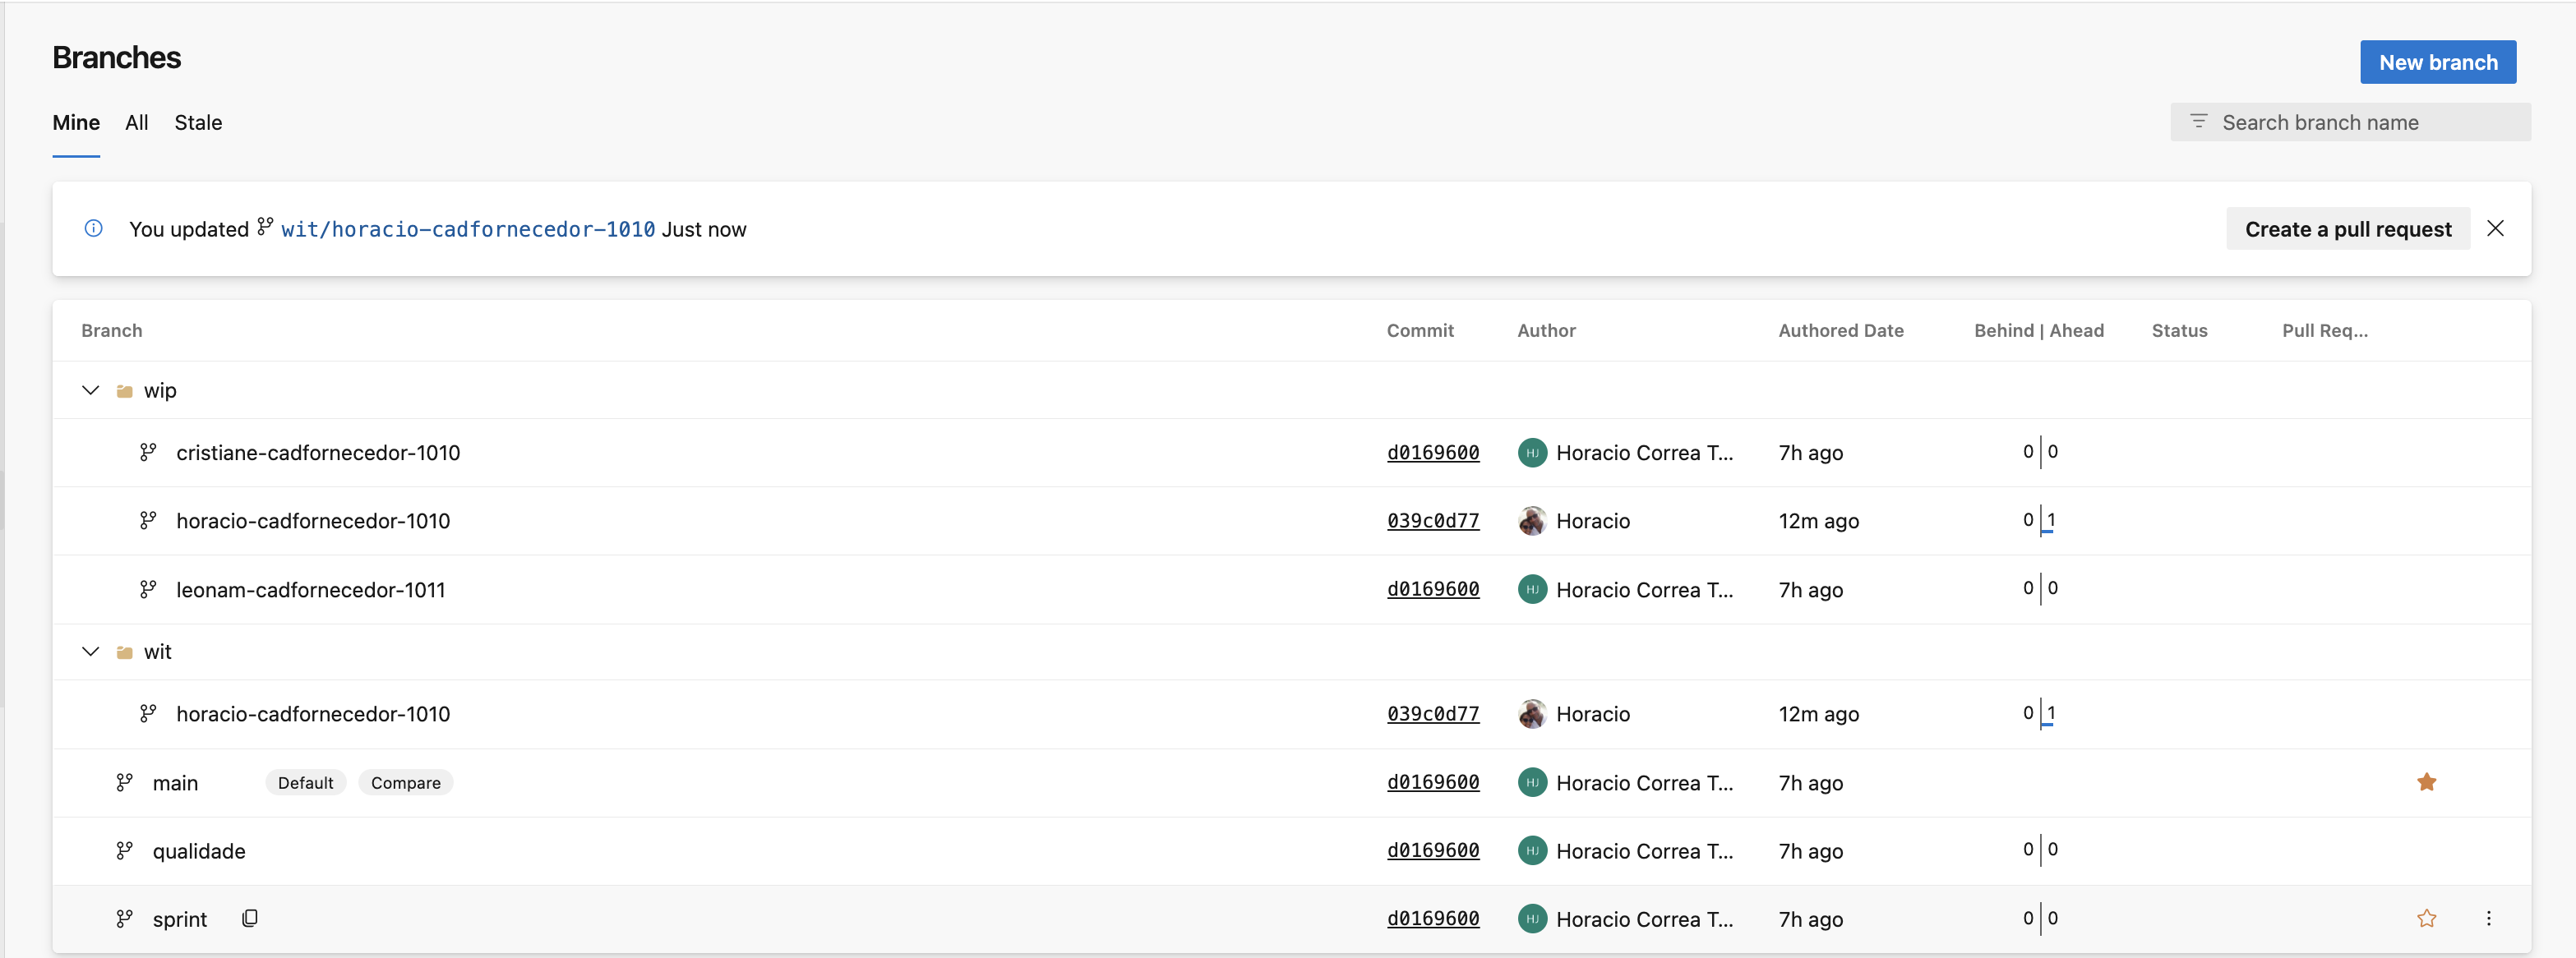 Branches
New branch
Mine All Stale
Search branch name
You updated wit/horacio-cadfornecedor-1010 Just now
Create a pull request
Branch Commit Author Authored Date Behind | Ahead Status Pull Req...
wip
cristiane-cadfornecedor-1010 d0169600 HJ Horacio Correa T... 7h ago 0 0
horacio-cadfornecedor-1010 039c0d77 Horacio 12m ago 0 1
leonam-cadfornecedor-1011 d0169600 HJ Horacio Correa T... 7h ago 0 0
wit
horacio-cadfornecedor-1010 039c0d77 Horacio 12m ago 0 1
main Default Compare d0169600 HJ Horacio Correa T... 7h ago
qualidade d0169600 HJ Horacio Correa T... 7h ago 0 0
sprint d0169600 HJ Horacio Correa T... 7h ago 0 0